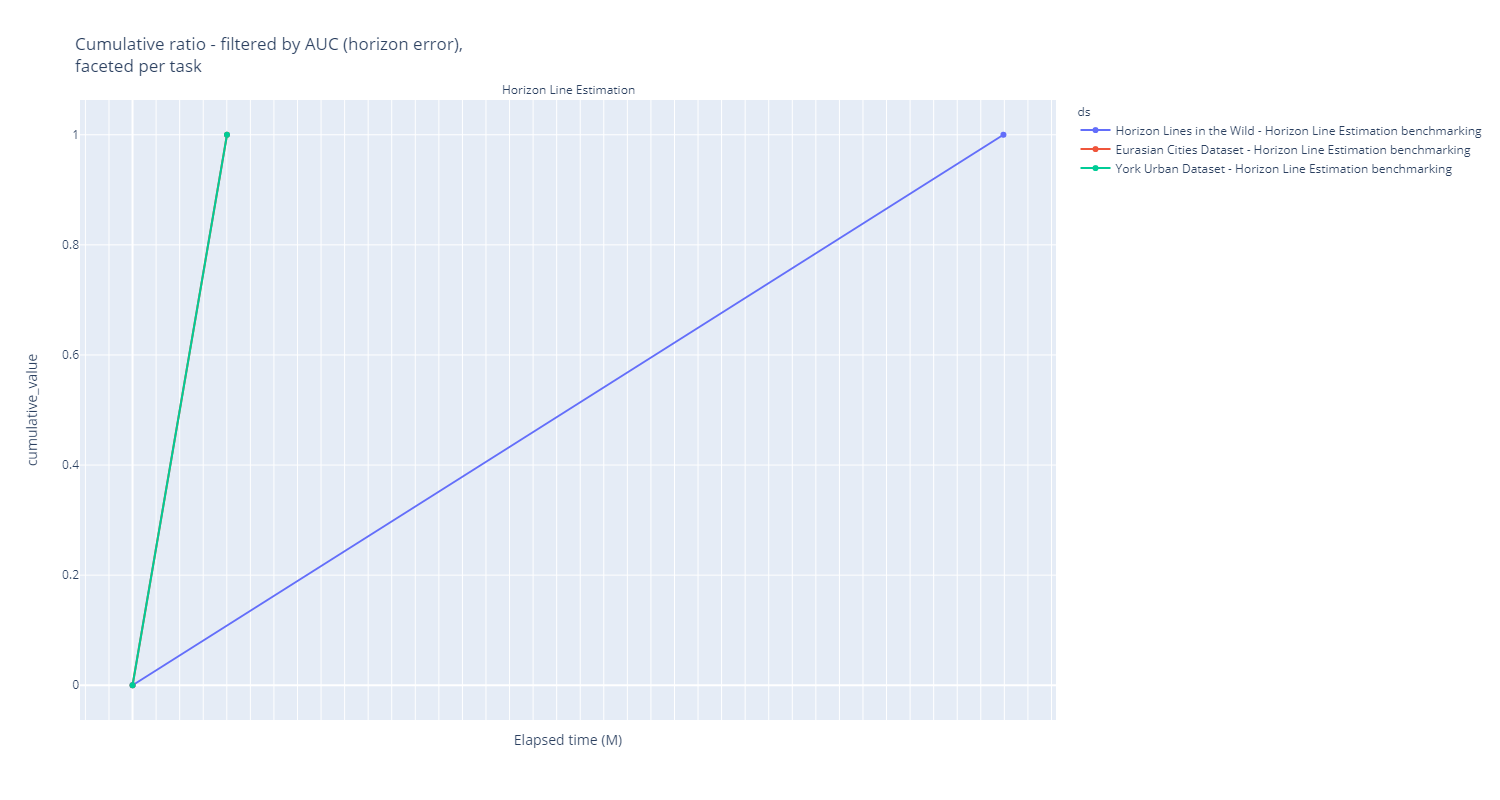 Cumulative ratio - filtered by AUC (horizon error),
faceted per task
Horizon Line Estimation
ds
Horizon Lines in the Wild - Horizon Line Estimation benchmarking
Eurasian Cities Dataset - Horizon Line Estimation benchmarking
York Urban Dataset - Horizon Line Estimation benchmarking
1
0.8
0.6
0.4
0.2
0
cumulative_value
Elapsed time (M)